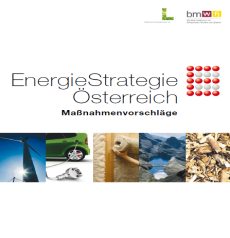 bmwfj
EnergieStrategie
Österreich
Maßnahmenvorschläge